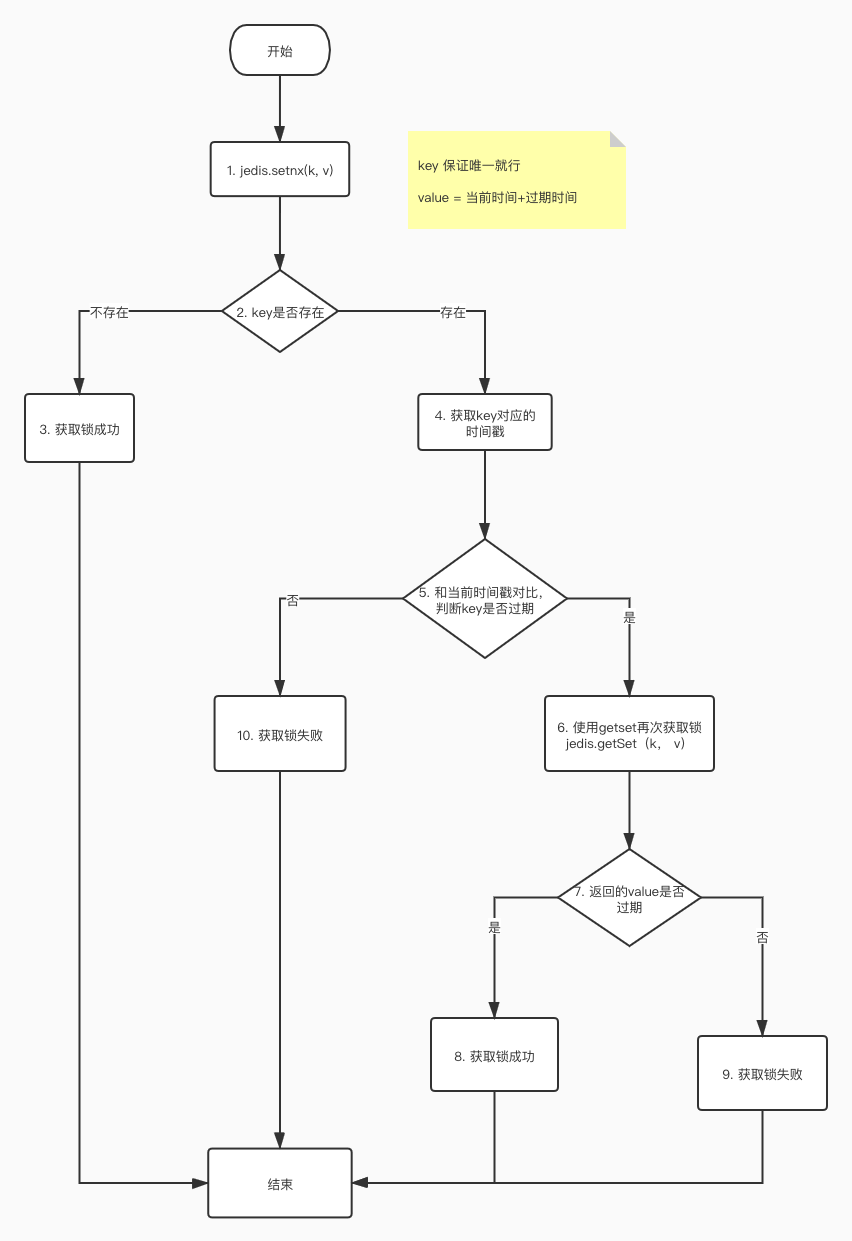 开始
1. jedis.setnx(k, v)
key 保证唯一就行
value = 当前时间+过期时间
不存在
2. key是否存在
存在
3. 获取锁成功
4. 获取key对应的
时间戳
5. 和当前时间戳对比，
判断key是否过期
否
是
10. 获取锁失败
6. 使用getset再次获取锁
jedis.getSet（k， v）
7. 返回的value是否
过期
是
否
8. 获取锁成功
9. 获取锁失败
结束